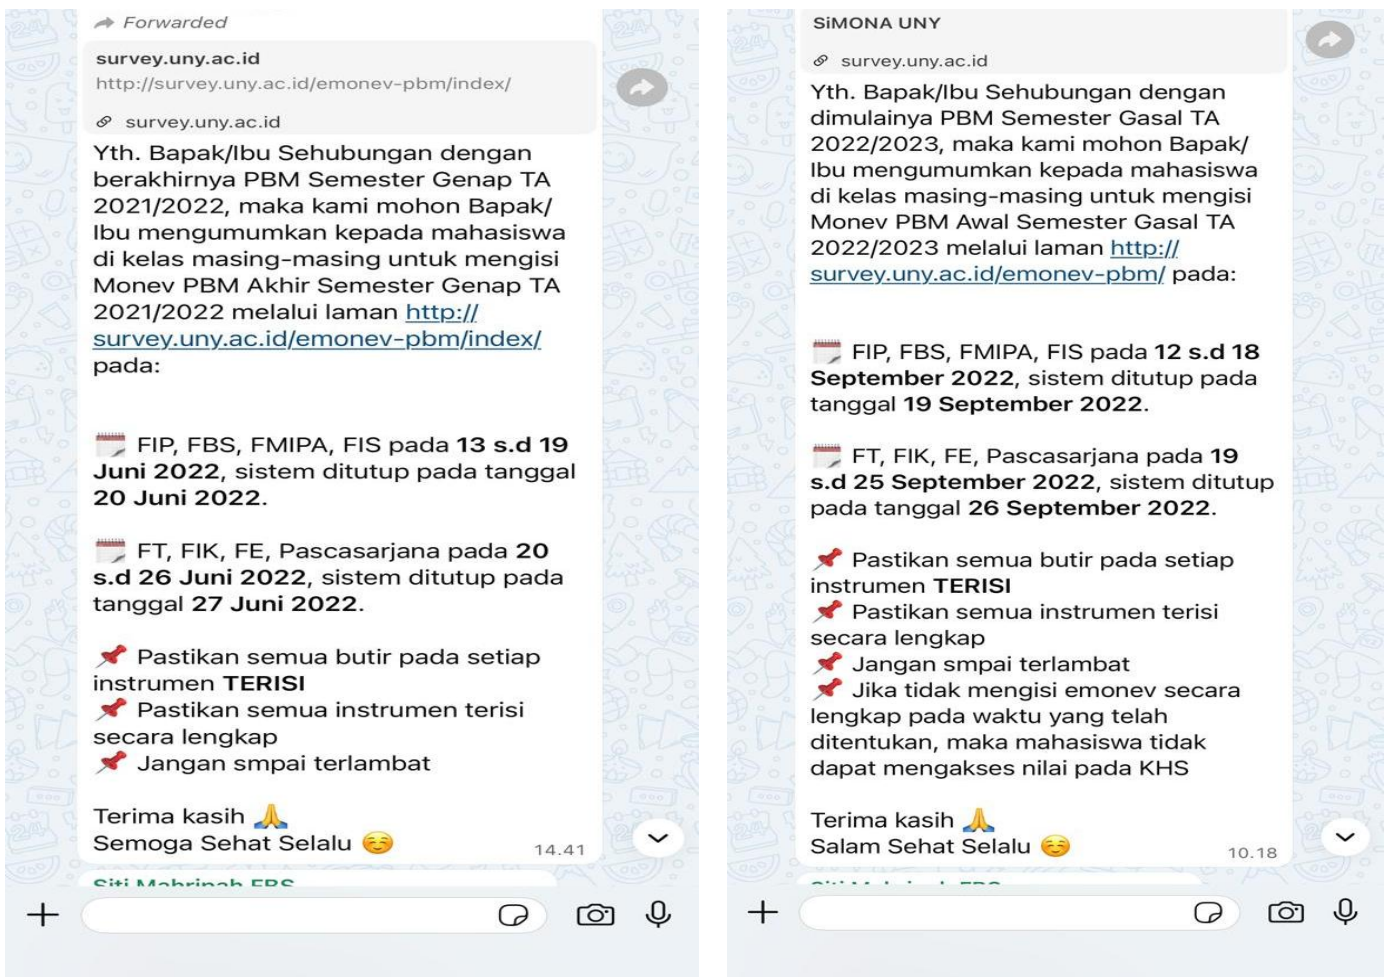 Forwarded
survey.uny.ac.id
http://survey.uny.ac.id/emonev-pbm/index/
survey.uny.ac.id
Yth. Bapak/Ibu Sehubungan dengan
berakhirnya PBM Semester Genap TA
2021/2022, maka kami mohon Bapak/
Ibu mengumumkan kepada mahasiswa
di kelas masing-masing untuk mengisi
Monev PBM Akhir Semester Genap TA
2021/2022 melalui laman http://
survey.uny.ac.id/emonev-pbm/index/
pada:
FIP, FBS, FMIPA, FIS pada 13 s.d 19
Juni 2022, sistem ditutup pada tanggal
20 Juni 2022.
FT, FIK, FE, Pascasarjana pada 20
s.d 26 Juni 2022, sistem ditutup pada
tanggal 27 Juni 2022.
Pastikan semua butir pada setiap
instrumen TERISI
Pastikan semua instrumen terisi
secara lengkap
Jangan smpai terlambat
Terima kasih 🙏
Semoga Sehat Selalu ☺️
14.41
SiMONA UNY
survey.uny.ac.id
Yth. Bapak/Ibu Sehubungan dengan
dimulainya PBM Semester Gasal TA
2022/2023, maka kami mohon Bapak/
Ibu mengumumkan kepada mahasiswa
di kelas masing-masing untuk mengisi
Monev PBM Awal Semester Gasal TA
2022/2023 melalui laman http://
survey.uny.ac.id/emonev-pbm/ pada:
FIP, FBS, FMIPA, FIS pada 12 s.d 18
September 2022, sistem ditutup pada
tanggal 19 September 2022.
FT, FIK, FE, Pascasarjana pada 19
s.d 25 September 2022, sistem ditutup
pada tanggal 26 September 2022.
Pastikan semua butir pada setiap
instrumen TERISI
Pastikan semua instrumen terisi
secara lengkap
Jangan smpai terlambat
Jika tidak mengisi emonev secara
lengkap pada waktu yang telah
ditentukan, maka mahasiswa tidak
dapat mengakses nilai pada KHS
Terima kasih 🙏
Salam Sehat Selalu ☺️
10.18